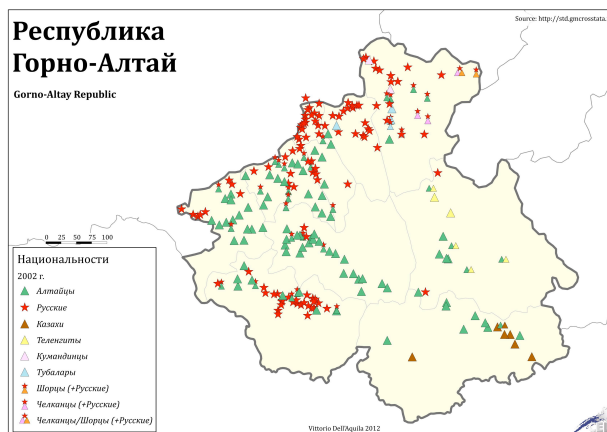 Республика
Горно-Алтай
Gorno-Altay Republic
Source: http://std.gmcrosstata.
0 25 50 75 100
Национальности
2002 г.
Алтайцы
Русские
Казахи
Теленгиты
Кумандинцы
Тубалары
Шорцы (+Русские)
Челканцы (+Русские)
Челканцы/Шорцы (+Русские)
Vittorio Dell'Aquila 2012